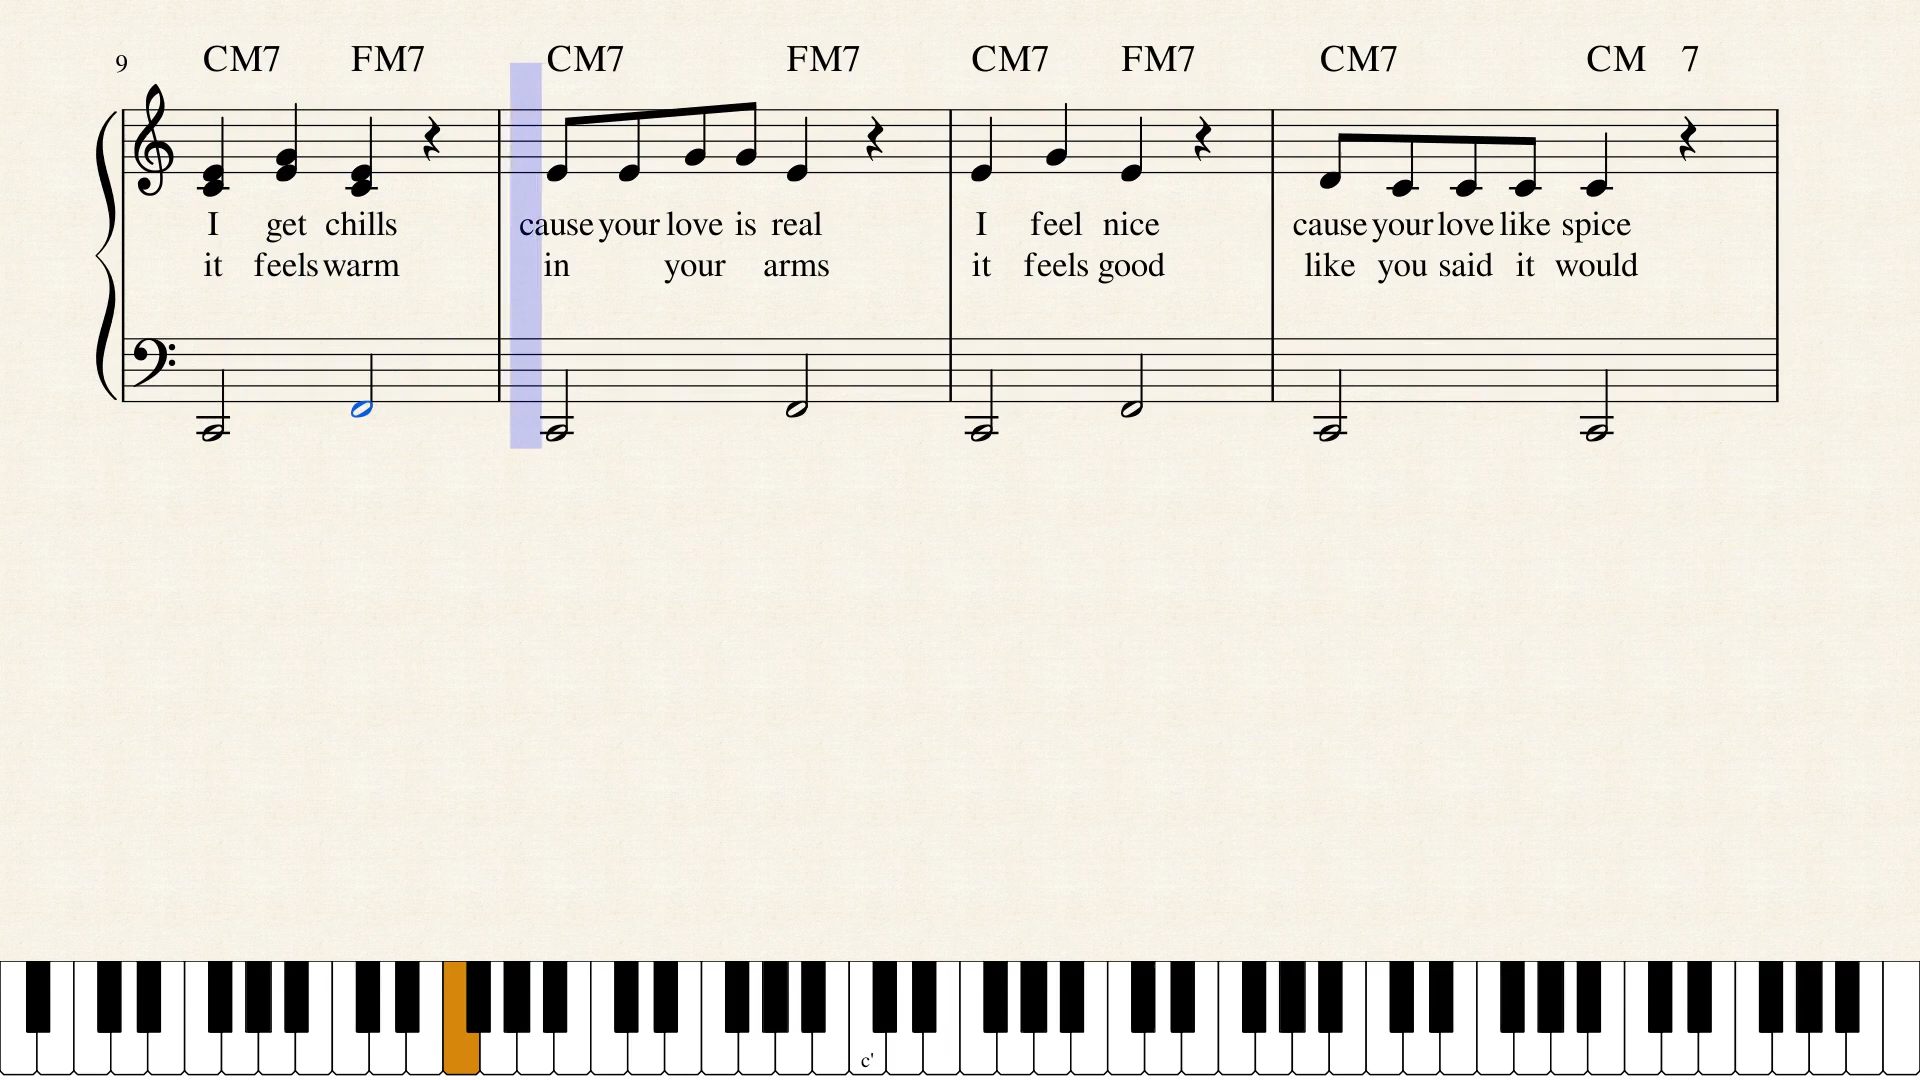 9 CM7 FM7 CM7 FM7 CM7 FM7 CM7 CM 7
I get chills cause your love is real I feel nice cause your love like spice
it feels warm in your arms it feels good like you said it would
c'